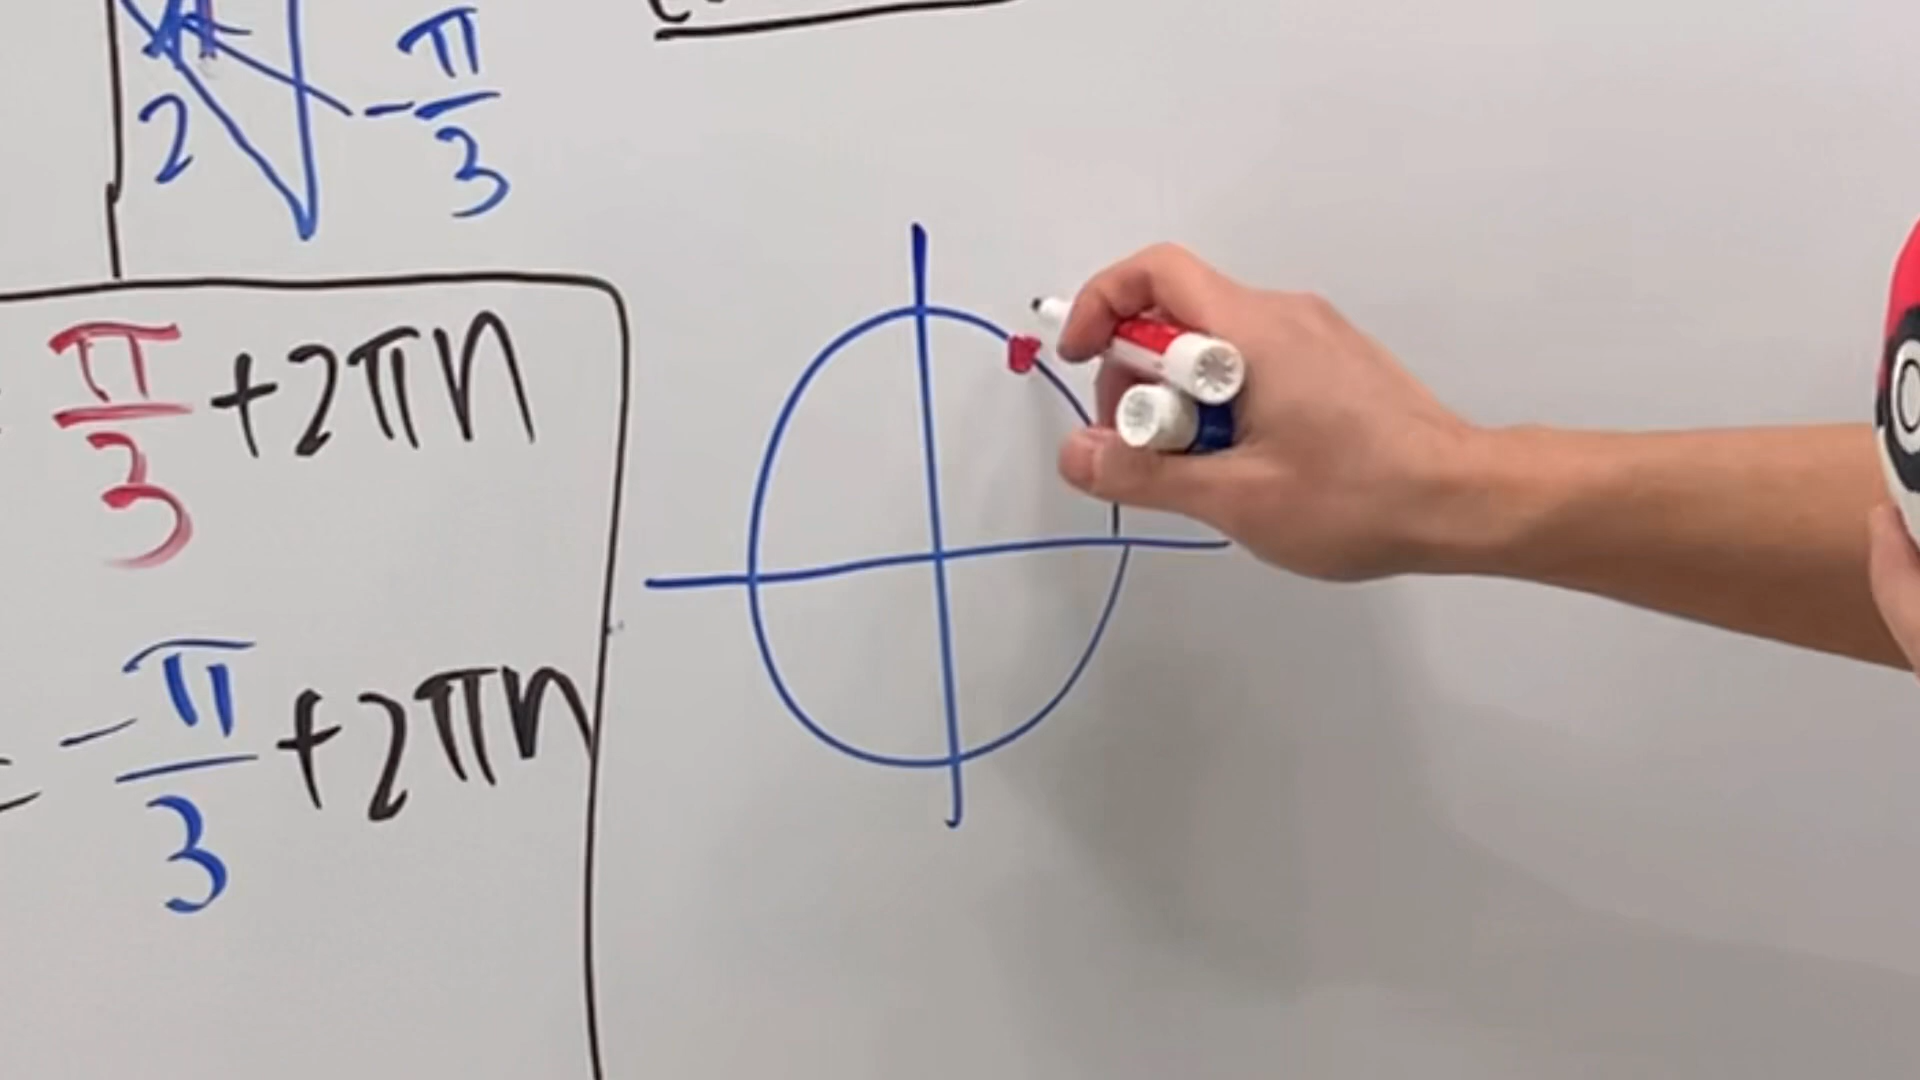 2
-π/3
= π/3 +2πn
= -π/3 +2πn